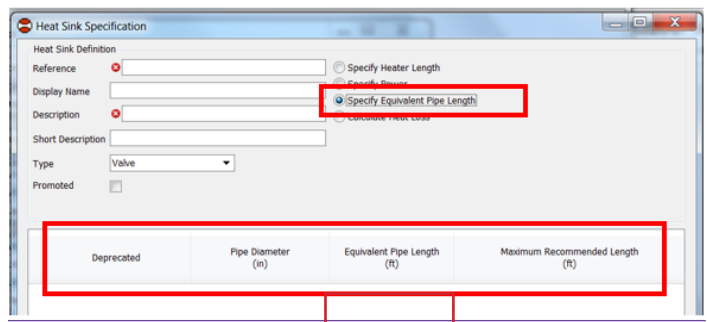 Heat Sink Specification
Heat Sink Definition
Reference
Display Name
Description
Short Description
Type Valve
Promoted
Specify Heater Length
Specify Power
Specify Equivalent Pipe Length
Calculate Heat Loss
Deprecated
Pipe Diameter
(in)
Equivalent Pipe Length
(ft)
Maximum Recommended Length
(ft)